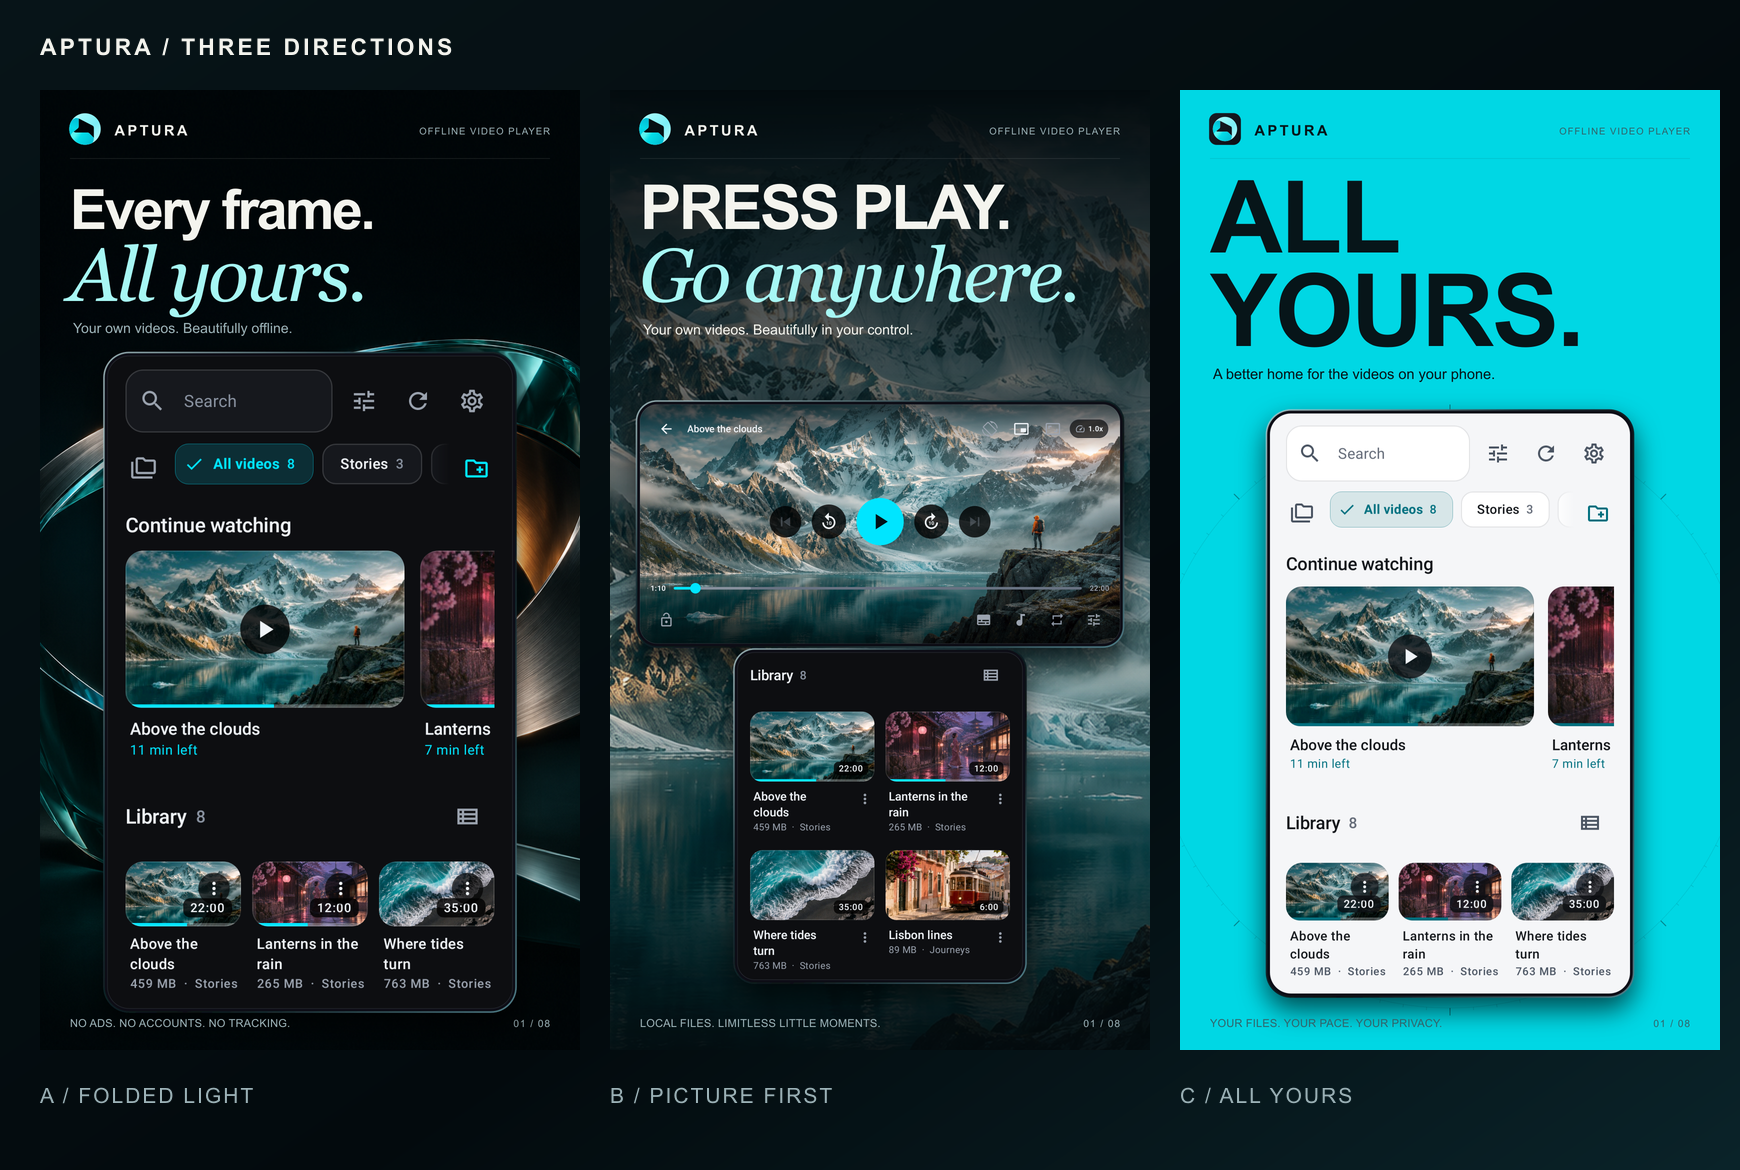 APTURA / THREE DIRECTIONS
APTURA
OFFLINE VIDEO PLAYER
Every frame.
All yours.
Your own videos. Beautifully offline.
Search
All videos 8
Stories 3
Continue watching
Above the clouds
11 min left
Lanterns
7 min left
Library 8
22:00
12:00
35:00
Above the
clouds
459 MB · Stories
Lanterns in the
rain
265 MB · Stories
Where tides
turn
763 MB · Stories
NO ADS. NO ACCOUNTS. NO TRACKING.
01 / 08
A / FOLDED LIGHT
APTURA
OFFLINE VIDEO PLAYER
PRESS PLAY.
Go anywhere.
Your own videos. Beautifully in your control.
Above the clouds
1.0x
10
10
1:10
22:00
Library 8
22:00
12:00
Above the
clouds
459 MB · Stories
Lanterns in the
rain
265 MB · Stories
35:00
6:00
Where tides
turn
763 MB · Stories
Lisbon lines
89 MB · Journeys
LOCAL FILES. LIMITLESS LITTLE MOMENTS.
01 / 08
B / PICTURE FIRST
APTURA
OFFLINE VIDEO PLAYER
ALL
YOURS.
A better home for the videos on your phone.
Search
All videos 8
Stories 3
Continue watching
Above the clouds
11 min left
Lanterns
7 min left
Library 8
22:00
12:00
35:00
Above the
clouds
459 MB · Stories
Lanterns in the
rain
265 MB · Stories
Where tides
turn
763 MB · Stories
YOUR FILES. YOUR PACE. YOUR PRIVACY.
01 / 08
C / ALL YOURS